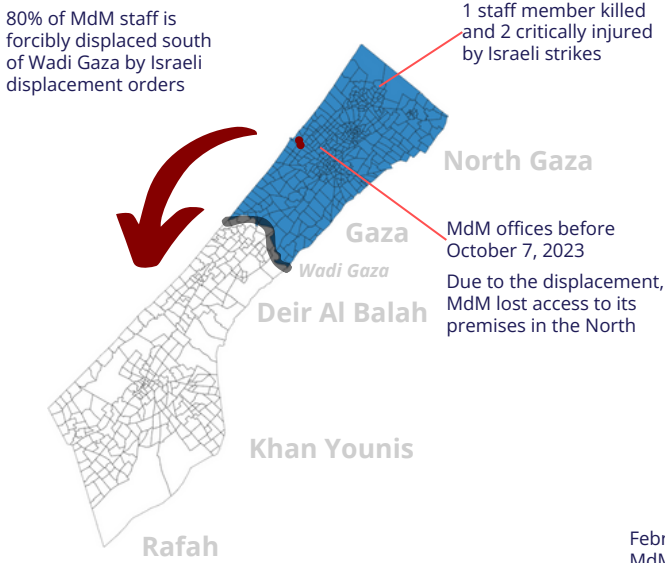 80% of MdM staff is
forcibly displaced south
of Wadi Gaza by Israeli
displacement orders
1 staff member killed
and 2 critically injured
by Israeli strikes
North Gaza
MdM offices before
October 7, 2023
Due to the displacement,
MdM lost access to its
premises in the North
Gaza
Wadi Gaza
Deir Al Balah
Khan Younis
Rafah